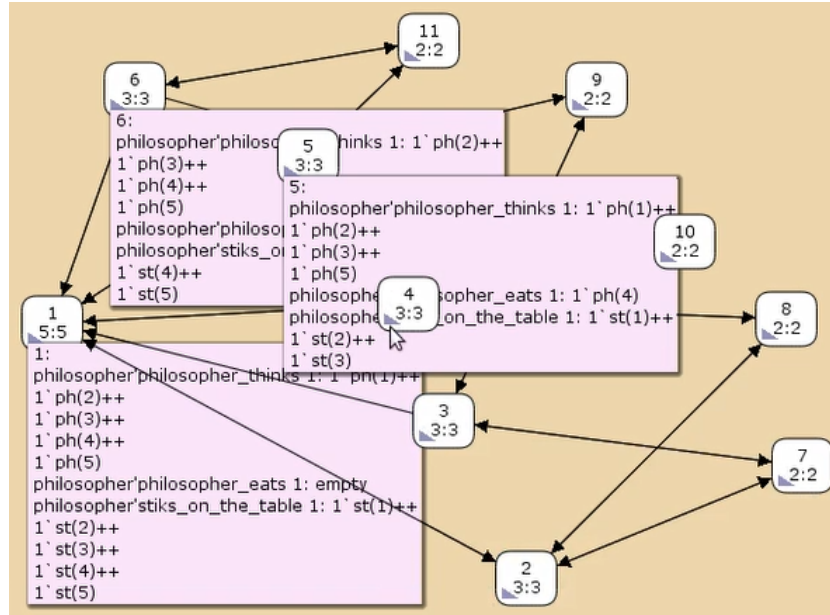 11
2:2
6
3:3
9
2:2
6:
philosopher'philoso hinks 1: 1`ph(2)++
1`ph(3)++
1`ph(4)++
1`ph(5)
philosopher'philoso
philosopher'stiks_o
1`st(4)++
1`st(5)
5
3:3
5:
philosopher'philosopher_thinks 1: 1`ph(1)++
1`ph(2)++
1`ph(3)++
1`ph(5)
philosophe sopher_eats 1: 1`ph(4)
philosophe _on_the_table 1: 1`st(1)++
1`st(2)++
1`st(3)
10
2:2
4
3:3
1
5:5
8
2:2
1:
philosopher'philosopher_thinks 1: 1`ph(1)++
1`ph(2)++
1`ph(3)++
1`ph(4)++
1`ph(5)
philosopher'philosopher_eats 1: empty
philosopher'stiks_on_the_table 1: 1`st(1)++
1`st(2)++
1`st(3)++
1`st(4)++
1`st(5)
3
3:3
7
2:2
2
3:3